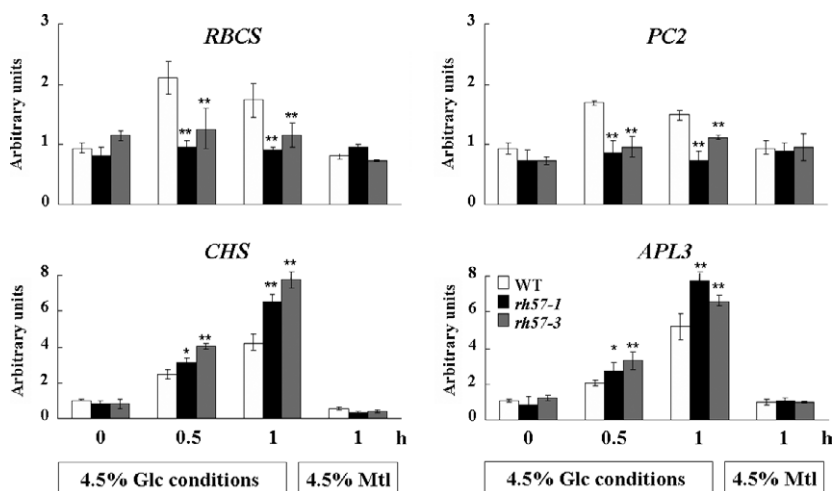 RBCS
Arbitrary units
3
2
1
0
PC2
Arbitrary units
3
2
1
0
** ** ** **
** ** ** **
CHS
Arbitrary units
8
6
4
2
0
* ** ** **
0 0.5 1 1 h
4.5% Glc conditions 4.5% Mtl
APL3
Arbitrary units
8
6
4
2
0
* ** ** **
WT
rh57-1
rh57-3
0 0.5 1 1 h
4.5% Glc conditions 4.5% Mtl